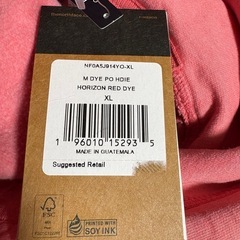 NF0A5J914YO-XL
M DYE PO HDIE
HORIZON RED DYE
XL
1 96010 15293 5
MADE IN GUATEMALA
Suggested Retail
FSC
PRINTED WITH
SOY INK